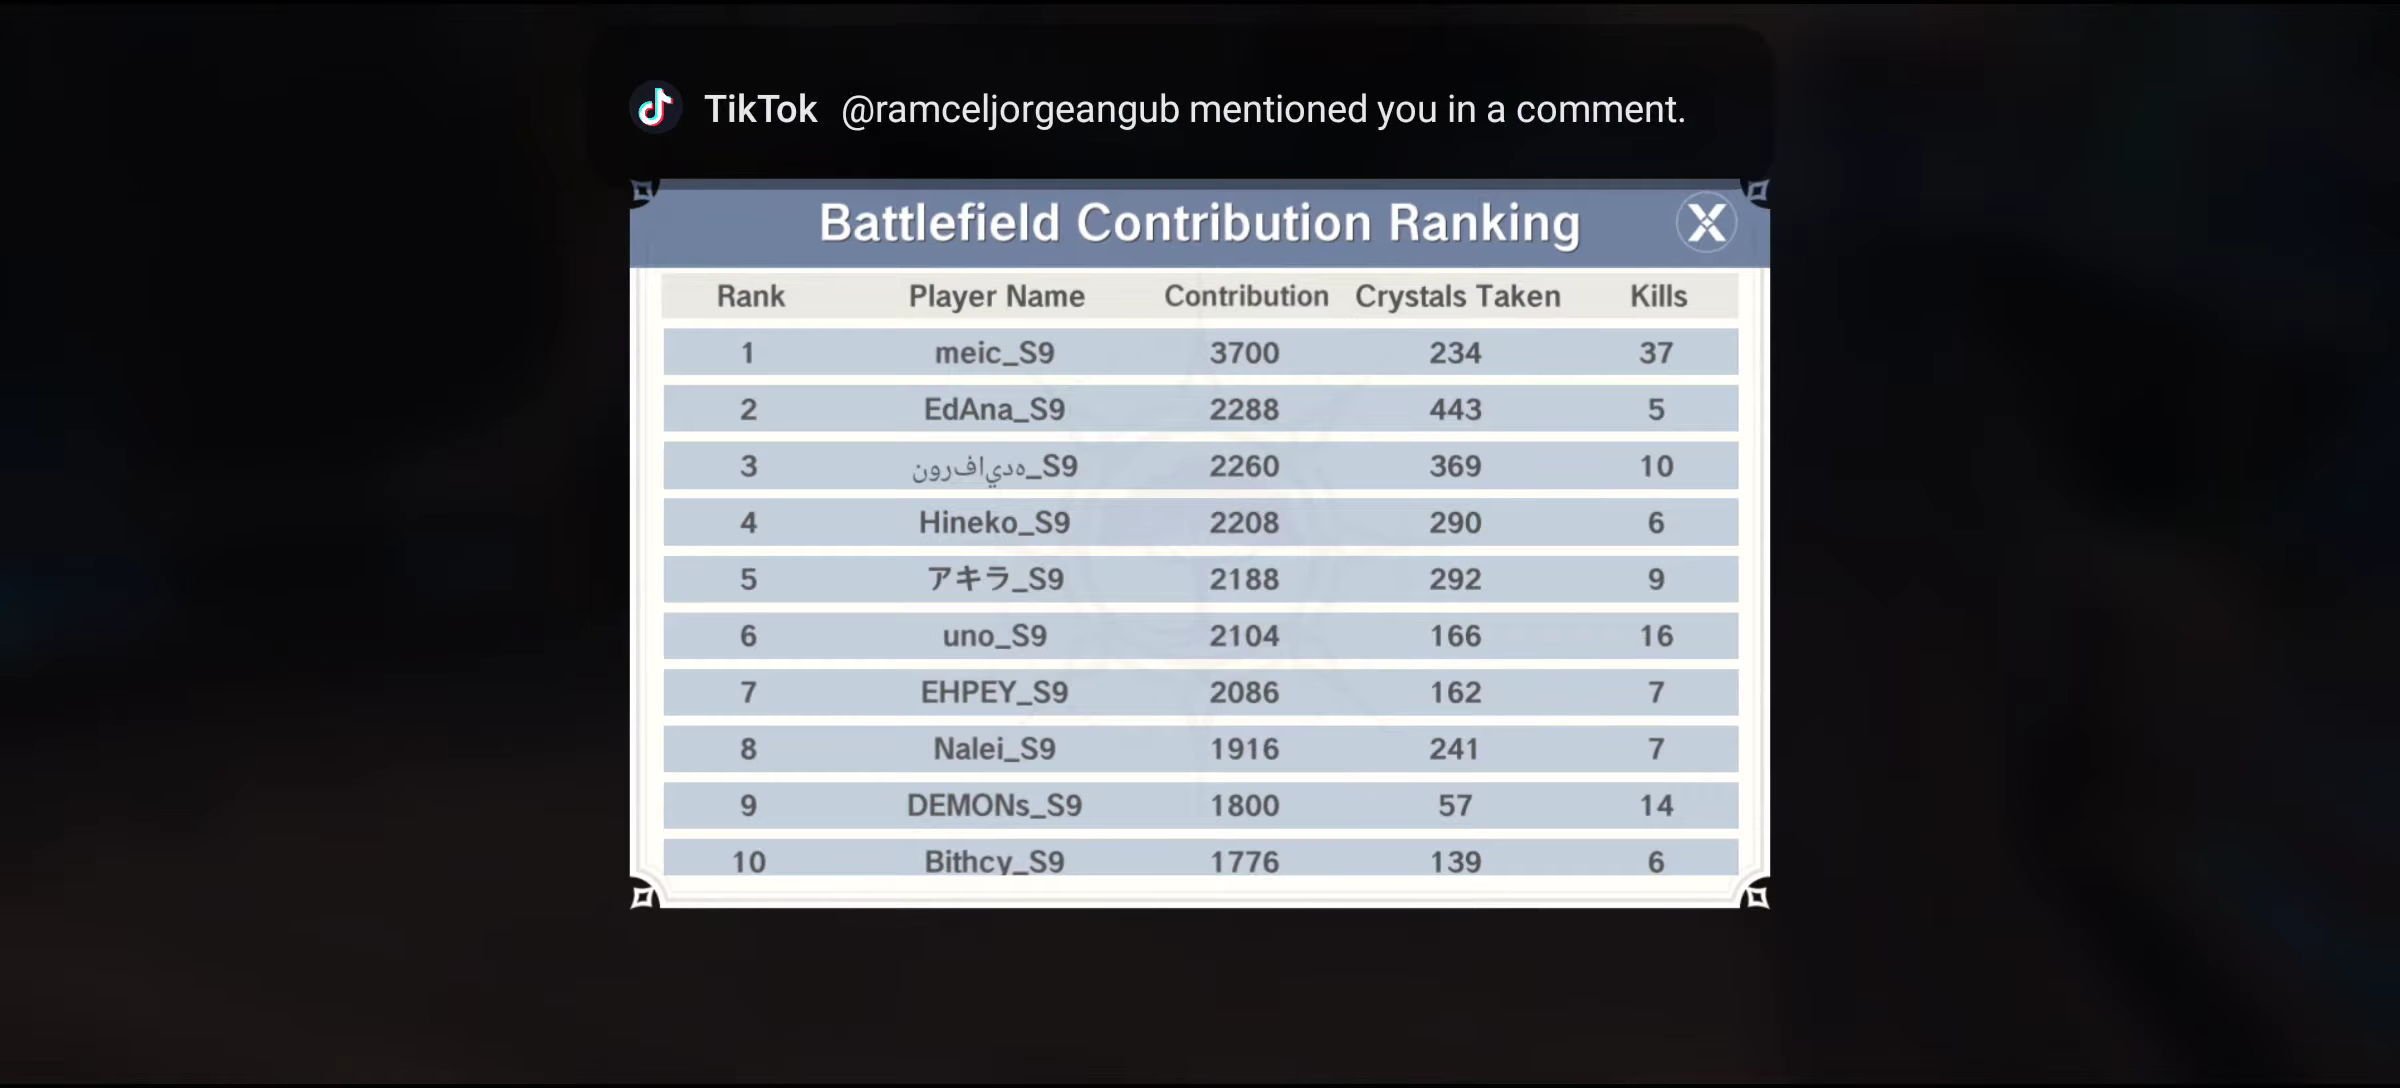 TikTok @ramceljorgeangub mentioned you in a comment.
Battlefield Contribution Ranking
Rank Player Name Contribution Crystals Taken Kills
1 meic_S9 3700 234 37
2 EdAna_S9 2288 443 5
3 نورفايده_S9 2260 369 10
4 Hineko_S9 2208 290 6
5 アキラ_S9 2188 292 9
6 uno_S9 2104 166 16
7 EHPEY_S9 2086 162 7
8 Nalei_S9 1916 241 7
9 DEMONs_S9 1800 57 14
10 Bithcy_S9 1776 139 6